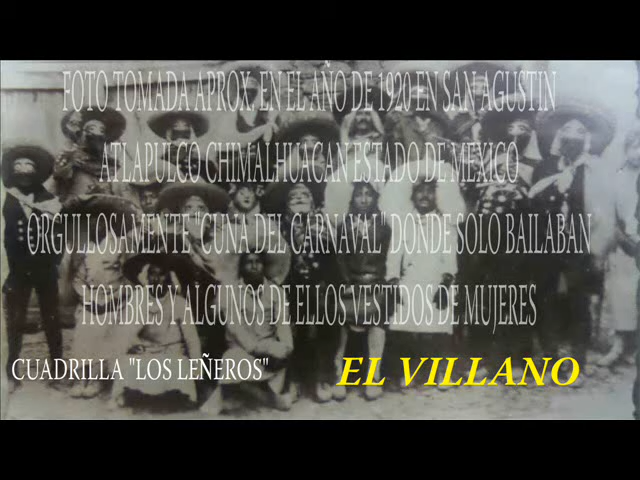 FOTO TOMADA APROX. EN EL AÑO DE 1920 EN SAN AGUSTIN
ATLAPULCO CHIMALHUACAN ESTADO DE MEXICO
ORGULLOSAMENTE "CUNA DEL CARNAVAL" DONDE SOLO BAILABAN
HOMBRES Y ALGUNOS DE ELLOS VESTIDOS DE MUJERES
CUADRILLA "LOS LEÑEROS"
EL VILLANO